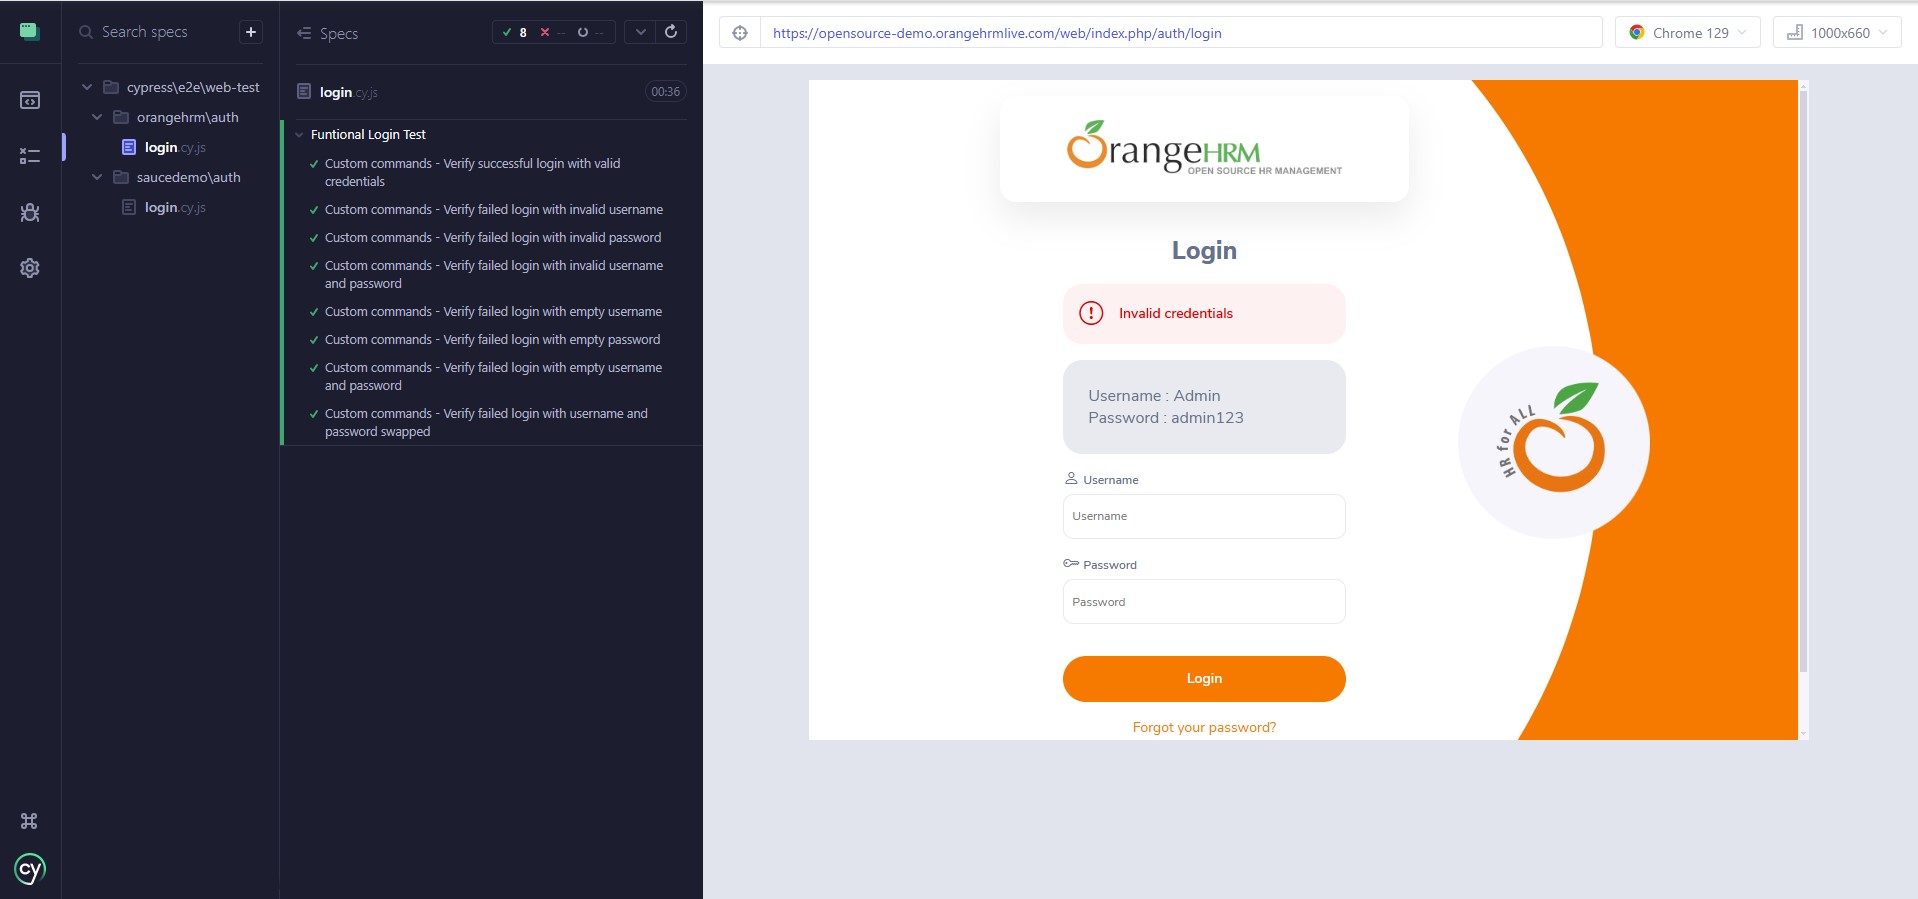 Search specs
+
cypress\e2e\web-test
orangehrm\auth
login.cy.js
saucedemo\auth
login.cy.js
cy
Specs
8 -- --
login.cy.js 00:36
Funtional Login Test
Custom commands - Verify successful login with valid
credentials
Custom commands - Verify failed login with invalid username
Custom commands - Verify failed login with invalid password
Custom commands - Verify failed login with invalid username
and password
Custom commands - Verify failed login with empty username
Custom commands - Verify failed login with empty password
Custom commands - Verify failed login with empty username
and password
Custom commands - Verify failed login with username and
password swapped
https://opensource-demo.orangehrmlive.com/web/index.php/auth/login
Chrome 129
1000x660
OrangeHRM
OPEN SOURCE HR MANAGEMENT
Login
Invalid credentials
Username : Admin
Password : admin123
Username
Username
Password
Password
Login
Forgot your password?
HR for ALL